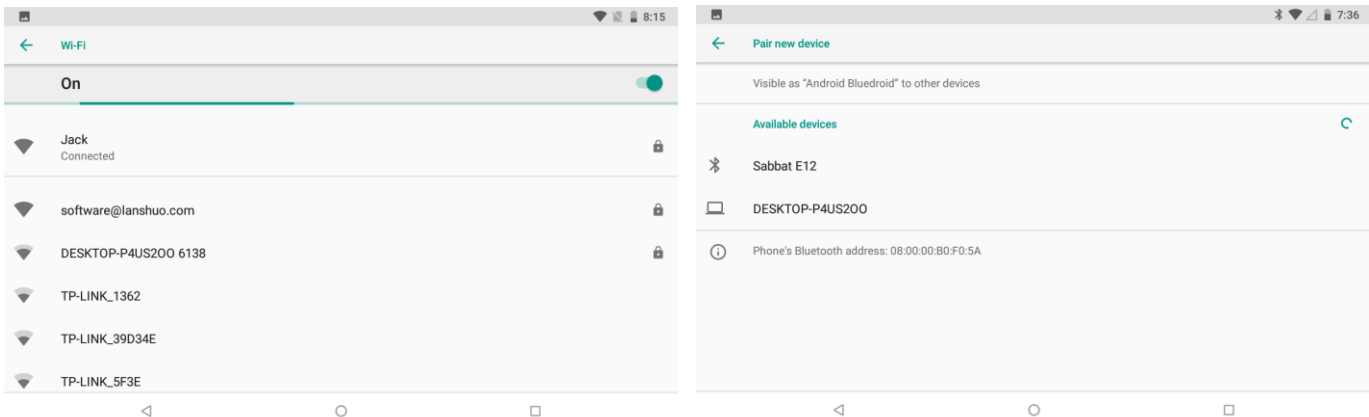 8:15
Wi-Fi
On
Jack
Connected
software@lanshuo.com
DESKTOP-P4US2OO 6138
TP-LINK_1362
TP-LINK_39D34E
TP-LINK_5F3E
7:36
Pair new device
Visible as “Android Bluedroid” to other devices
Available devices
Sabbat E12
DESKTOP-P4US2OO
Phone's Bluetooth address: 08:00:00:B0:F0:5A